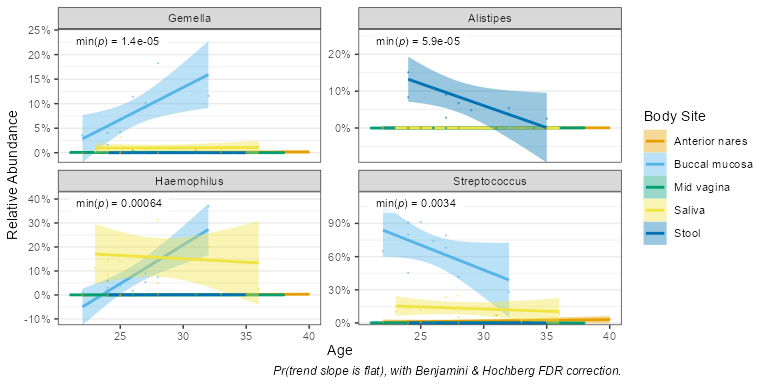 Gemella
Alistipes
min(p) = 1.4e-05
min(p) = 5.9e-05
25%
20%
15%
10%
5%
0%
20%
10%
0%
Relative Abundance
Haemophilus
Streptococcus
min(p) = 0.00064
min(p) = 0.0034
40%
30%
20%
10%
0%
-10%
90%
60%
30%
0%
25
30
35
40
25
30
35
40
Age
Body Site
Anterior nares
Buccal mucosa
Mid vagina
Saliva
Stool
Pr(trend slope is flat), with Benjamini & Hochberg FDR correction.